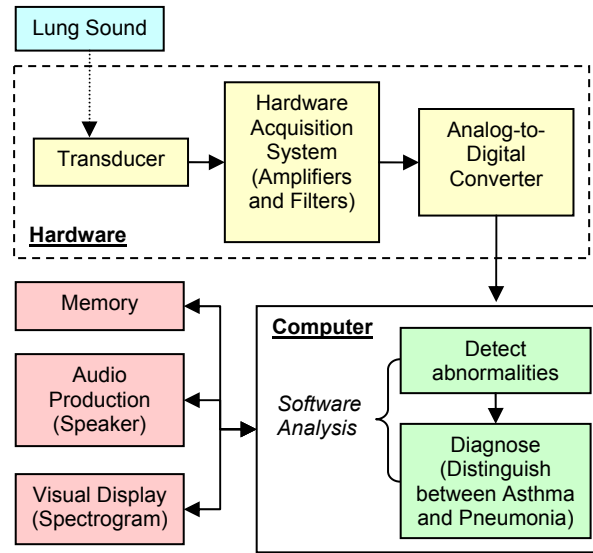 Lung Sound
Transducer
Hardware
Acquisition
System
(Amplifiers
and Filters)
Analog-to-
Digital
Converter
Hardware
Memory
Audio
Production
(Speaker)
Visual Display
(Spectrogram)
Computer
Software
Analysis
Detect
abnormalities
Diagnose
(Distinguish
between Asthma
and Pneumonia)